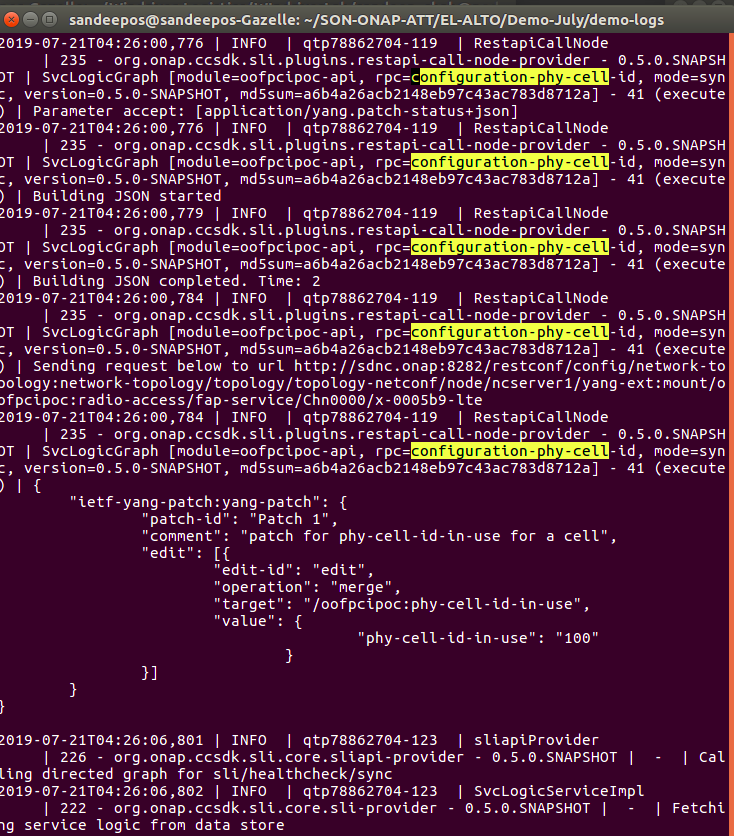 sandeepos@sandeepos-Gazelle: ~/SON-ONAP-ATT/EL-ALTO/Demo-July/demo-logs
2019-07-21T04:26:00,776 | INFO  | qtp78862704-119  | RestapiCallNode
     | 235 - org.onap.ccsdk.sli.plugins.restapi-call-node-provider - 0.5.0.SNAPSH
OT | SvcLogicGraph [module=oofpcipoc-api, rpc=configuration-phy-cell-id, mode=syn
c, version=0.5.0-SNAPSHOT, md5sum=a6b4a26acb2148eb97c43ac783d8712a] - 41 (execute
) | Parameter accept: [application/yang.patch-status+json]
2019-07-21T04:26:00,776 | INFO  | qtp78862704-119  | RestapiCallNode
     | 235 - org.onap.ccsdk.sli.plugins.restapi-call-node-provider - 0.5.0.SNAPSH
OT | SvcLogicGraph [module=oofpcipoc-api, rpc=configuration-phy-cell-id, mode=syn
c, version=0.5.0-SNAPSHOT, md5sum=a6b4a26acb2148eb97c43ac783d8712a] - 41 (execute
) | Building JSON started
2019-07-21T04:26:00,779 | INFO  | qtp78862704-119  | RestapiCallNode
     | 235 - org.onap.ccsdk.sli.plugins.restapi-call-node-provider - 0.5.0.SNAPSH
OT | SvcLogicGraph [module=oofpcipoc-api, rpc=configuration-phy-cell-id, mode=syn
c, version=0.5.0-SNAPSHOT, md5sum=a6b4a26acb2148eb97c43ac783d8712a] - 41 (execute
) | Building JSON completed. Time: 2
2019-07-21T04:26:00,784 | INFO  | qtp78862704-119  | RestapiCallNode
     | 235 - org.onap.ccsdk.sli.plugins.restapi-call-node-provider - 0.5.0.SNAPSH
OT | SvcLogicGraph [module=oofpcipoc-api, rpc=configuration-phy-cell-id, mode=syn
c, version=0.5.0-SNAPSHOT, md5sum=a6b4a26acb2148eb97c43ac783d8712a] - 41 (execute
) | Sending request below to url http://sdnc.onap:8282/restconf/config/network-to
pology:network-topology/topology/topology-netconf/node/ncserver1/yang-ext:mount/o
ofpcipoc:radio-access/fap-service/Chn0000/x-0005b9-lte
2019-07-21T04:26:00,784 | INFO  | qtp78862704-119  | RestapiCallNode
     | 235 - org.onap.ccsdk.sli.plugins.restapi-call-node-provider - 0.5.0.SNAPSH
OT | SvcLogicGraph [module=oofpcipoc-api, rpc=configuration-phy-cell-id, mode=syn
c, version=0.5.0-SNAPSHOT, md5sum=a6b4a26acb2148eb97c43ac783d8712a] - 41 (execute
) | {
        "ietf-yang-patch:yang-patch": {
                "patch-id": "Patch 1",
                "comment": "patch for phy-cell-id-in-use for a cell",
                "edit": [{
                        "edit-id": "edit",
                        "operation": "merge",
                        "target": "/oofpcipoc:phy-cell-id-in-use",
                        "value": {
                                        "phy-cell-id-in-use": "100"
                                }
                }]
        }
}
2019-07-21T04:26:06,801 | INFO  | qtp78862704-123  | sliapiProvider
     | 226 - org.onap.ccsdk.sli.core.sliapi-provider - 0.5.0.SNAPSHOT |  -  | Cal
ling directed graph for sli/healthcheck/sync
2019-07-21T04:26:06,802 | INFO  | qtp78862704-123  | SvcLogicServiceImpl
     | 222 - org.onap.ccsdk.sli.core.sli-provider - 0.5.0.SNAPSHOT |  -  | Fetchi
ng service logic from data store